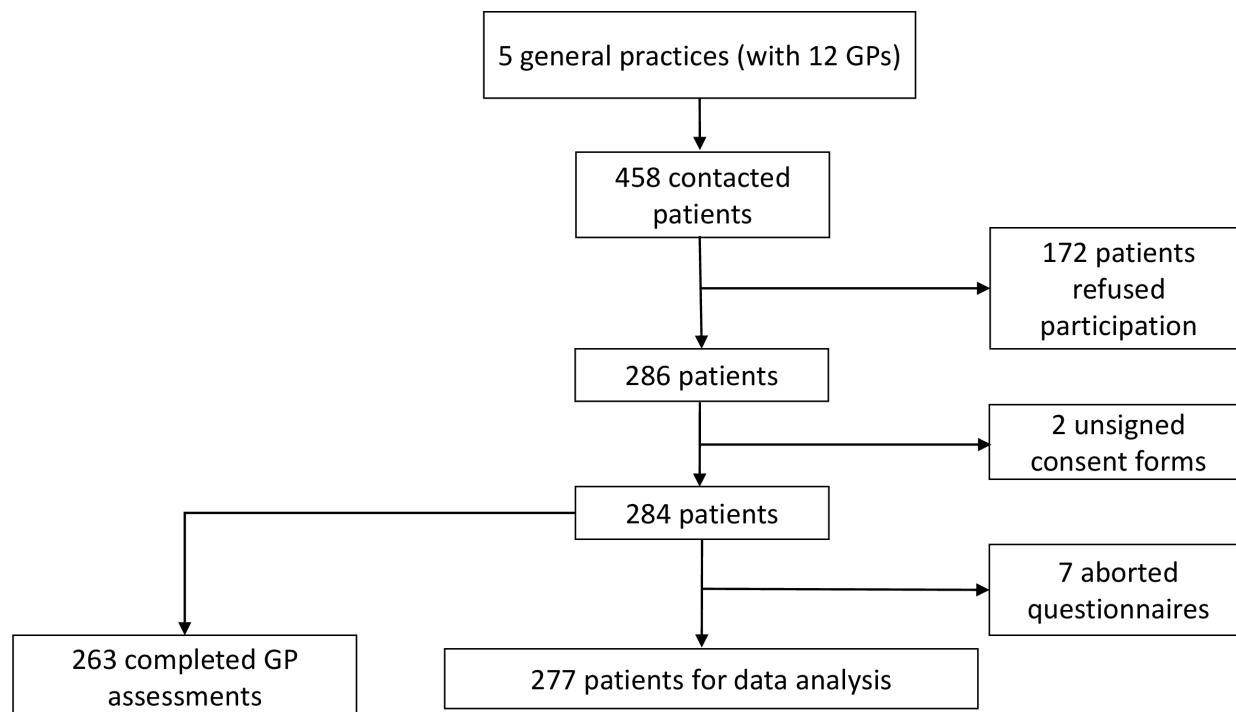 5 general practices (with 12 GPs)
458 contacted
patients
172 patients
refused
participation
286 patients
2 unsigned
consent forms
284 patients
7 aborted
questionnaires
263 completed GP
assessments
277 patients for data analysis